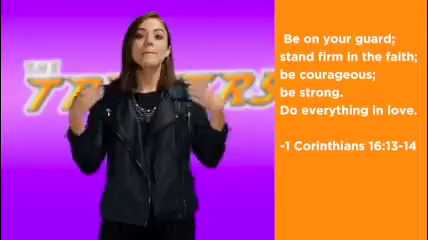 THE
Be on your guard;
stand firm in the faith;
be courageous;
be strong.
Do everything in love.
-1 Corinthians 16:13-14